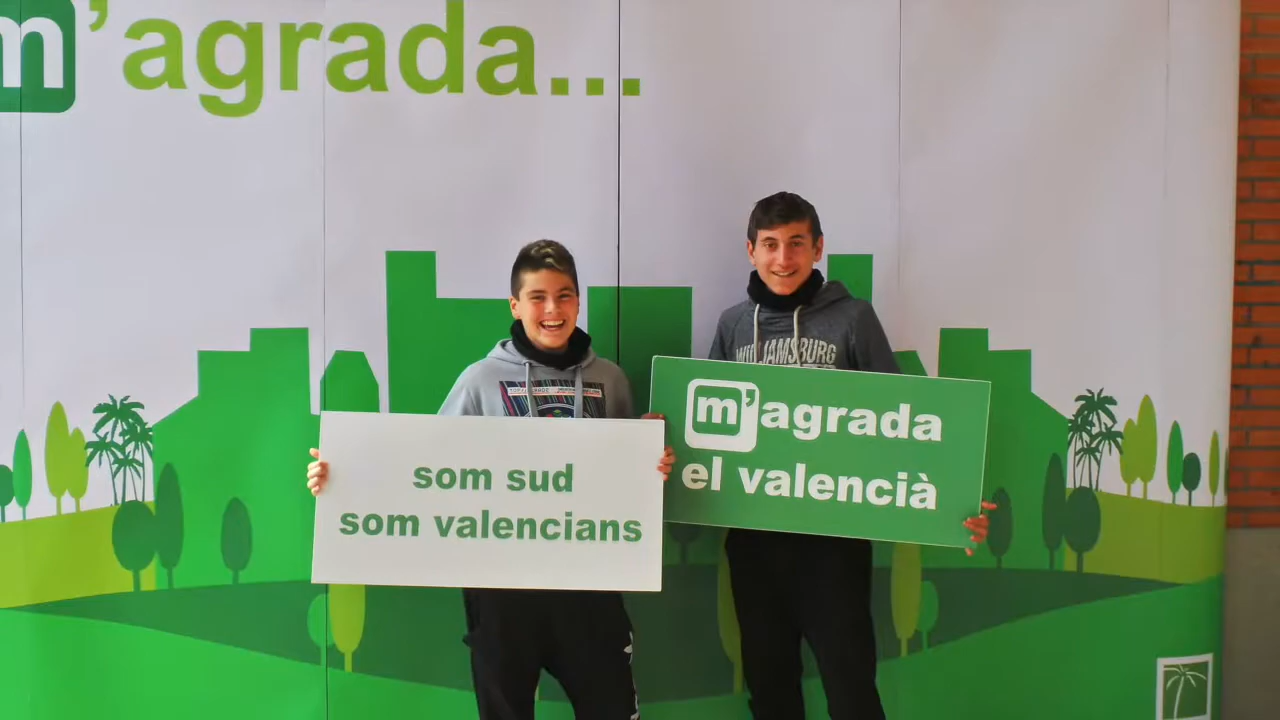 m'agrada...
WILLIAMSBURG
m'agrada
el valencià
som sud
som valencians